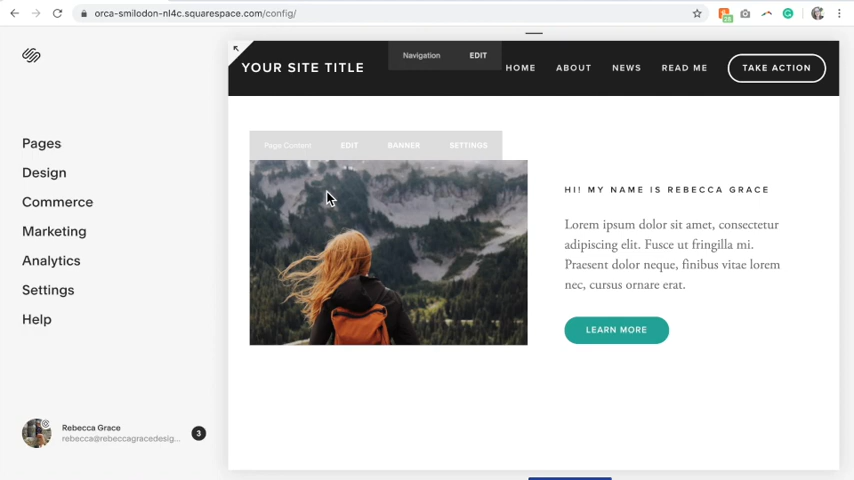 orca-smilodon-nl4c.squarespace.com/config/
28
Pages
Design
Commerce
Marketing
Analytics
Settings
Help
Rebecca Grace
rebecca@rebeccagracedesig...
3
YOUR SITE TITLE
Navigation EDIT
HOME ABOUT NEWS READ ME TAKE ACTION
Page Content EDIT BANNER SETTINGS
HI! MY NAME IS REBECCA GRACE
Lorem ipsum dolor sit amet, consectetur
adipiscing elit. Fusce ut fringilla mi.
Praesent dolor neque, finibus vitae lorem
nec, cursus ornare erat.
LEARN MORE